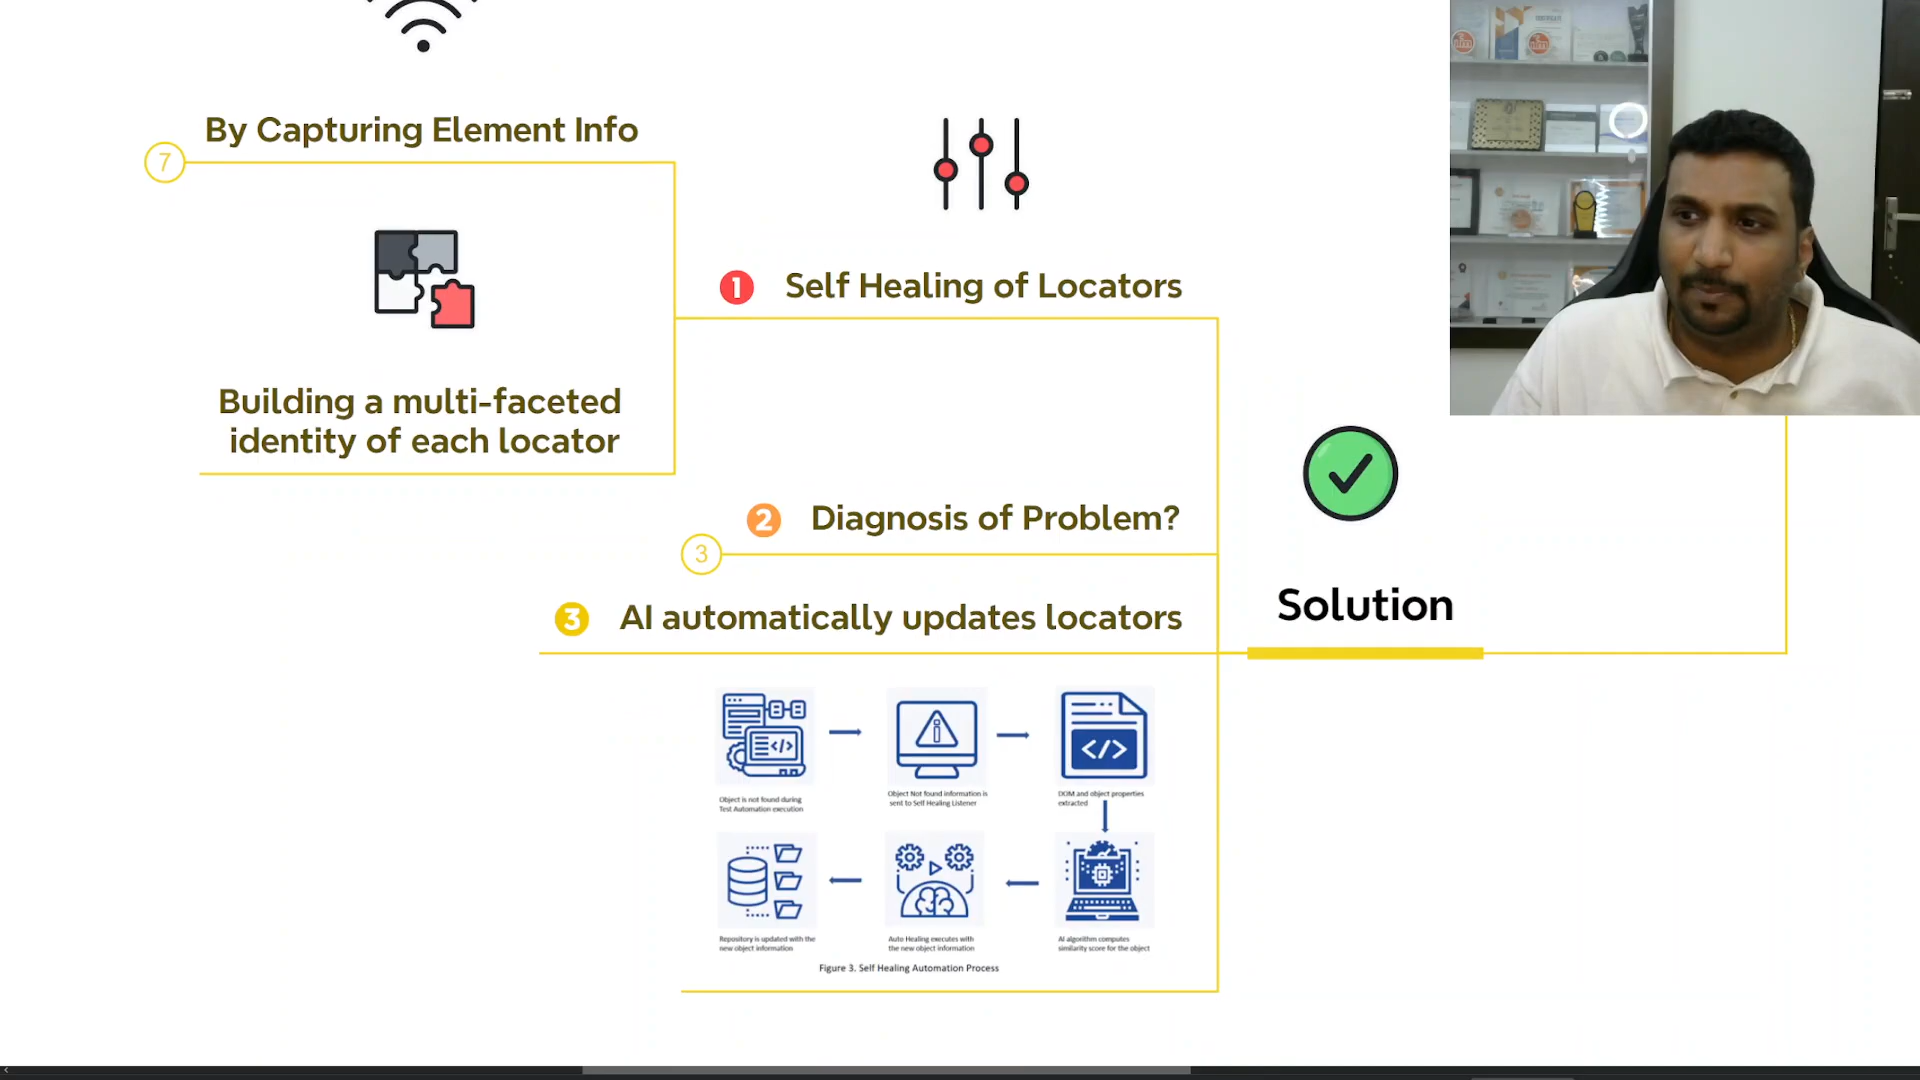 By Capturing Element Info
7
Building a multi-faceted
identity of each locator
1 Self Healing of Locators
2 Diagnosis of Problem?
3
3 AI automatically updates locators
Solution
Object is not found during
Test Automation execution
Object Not found information is
sent to Self Healing Listener
DOM and object properties
extracted
Repository is updated with the
new object information
Auto Healing executes with
the new object information
AI algorithm computes
similarity score for the object
Figure 3. Self Healing Automation Process